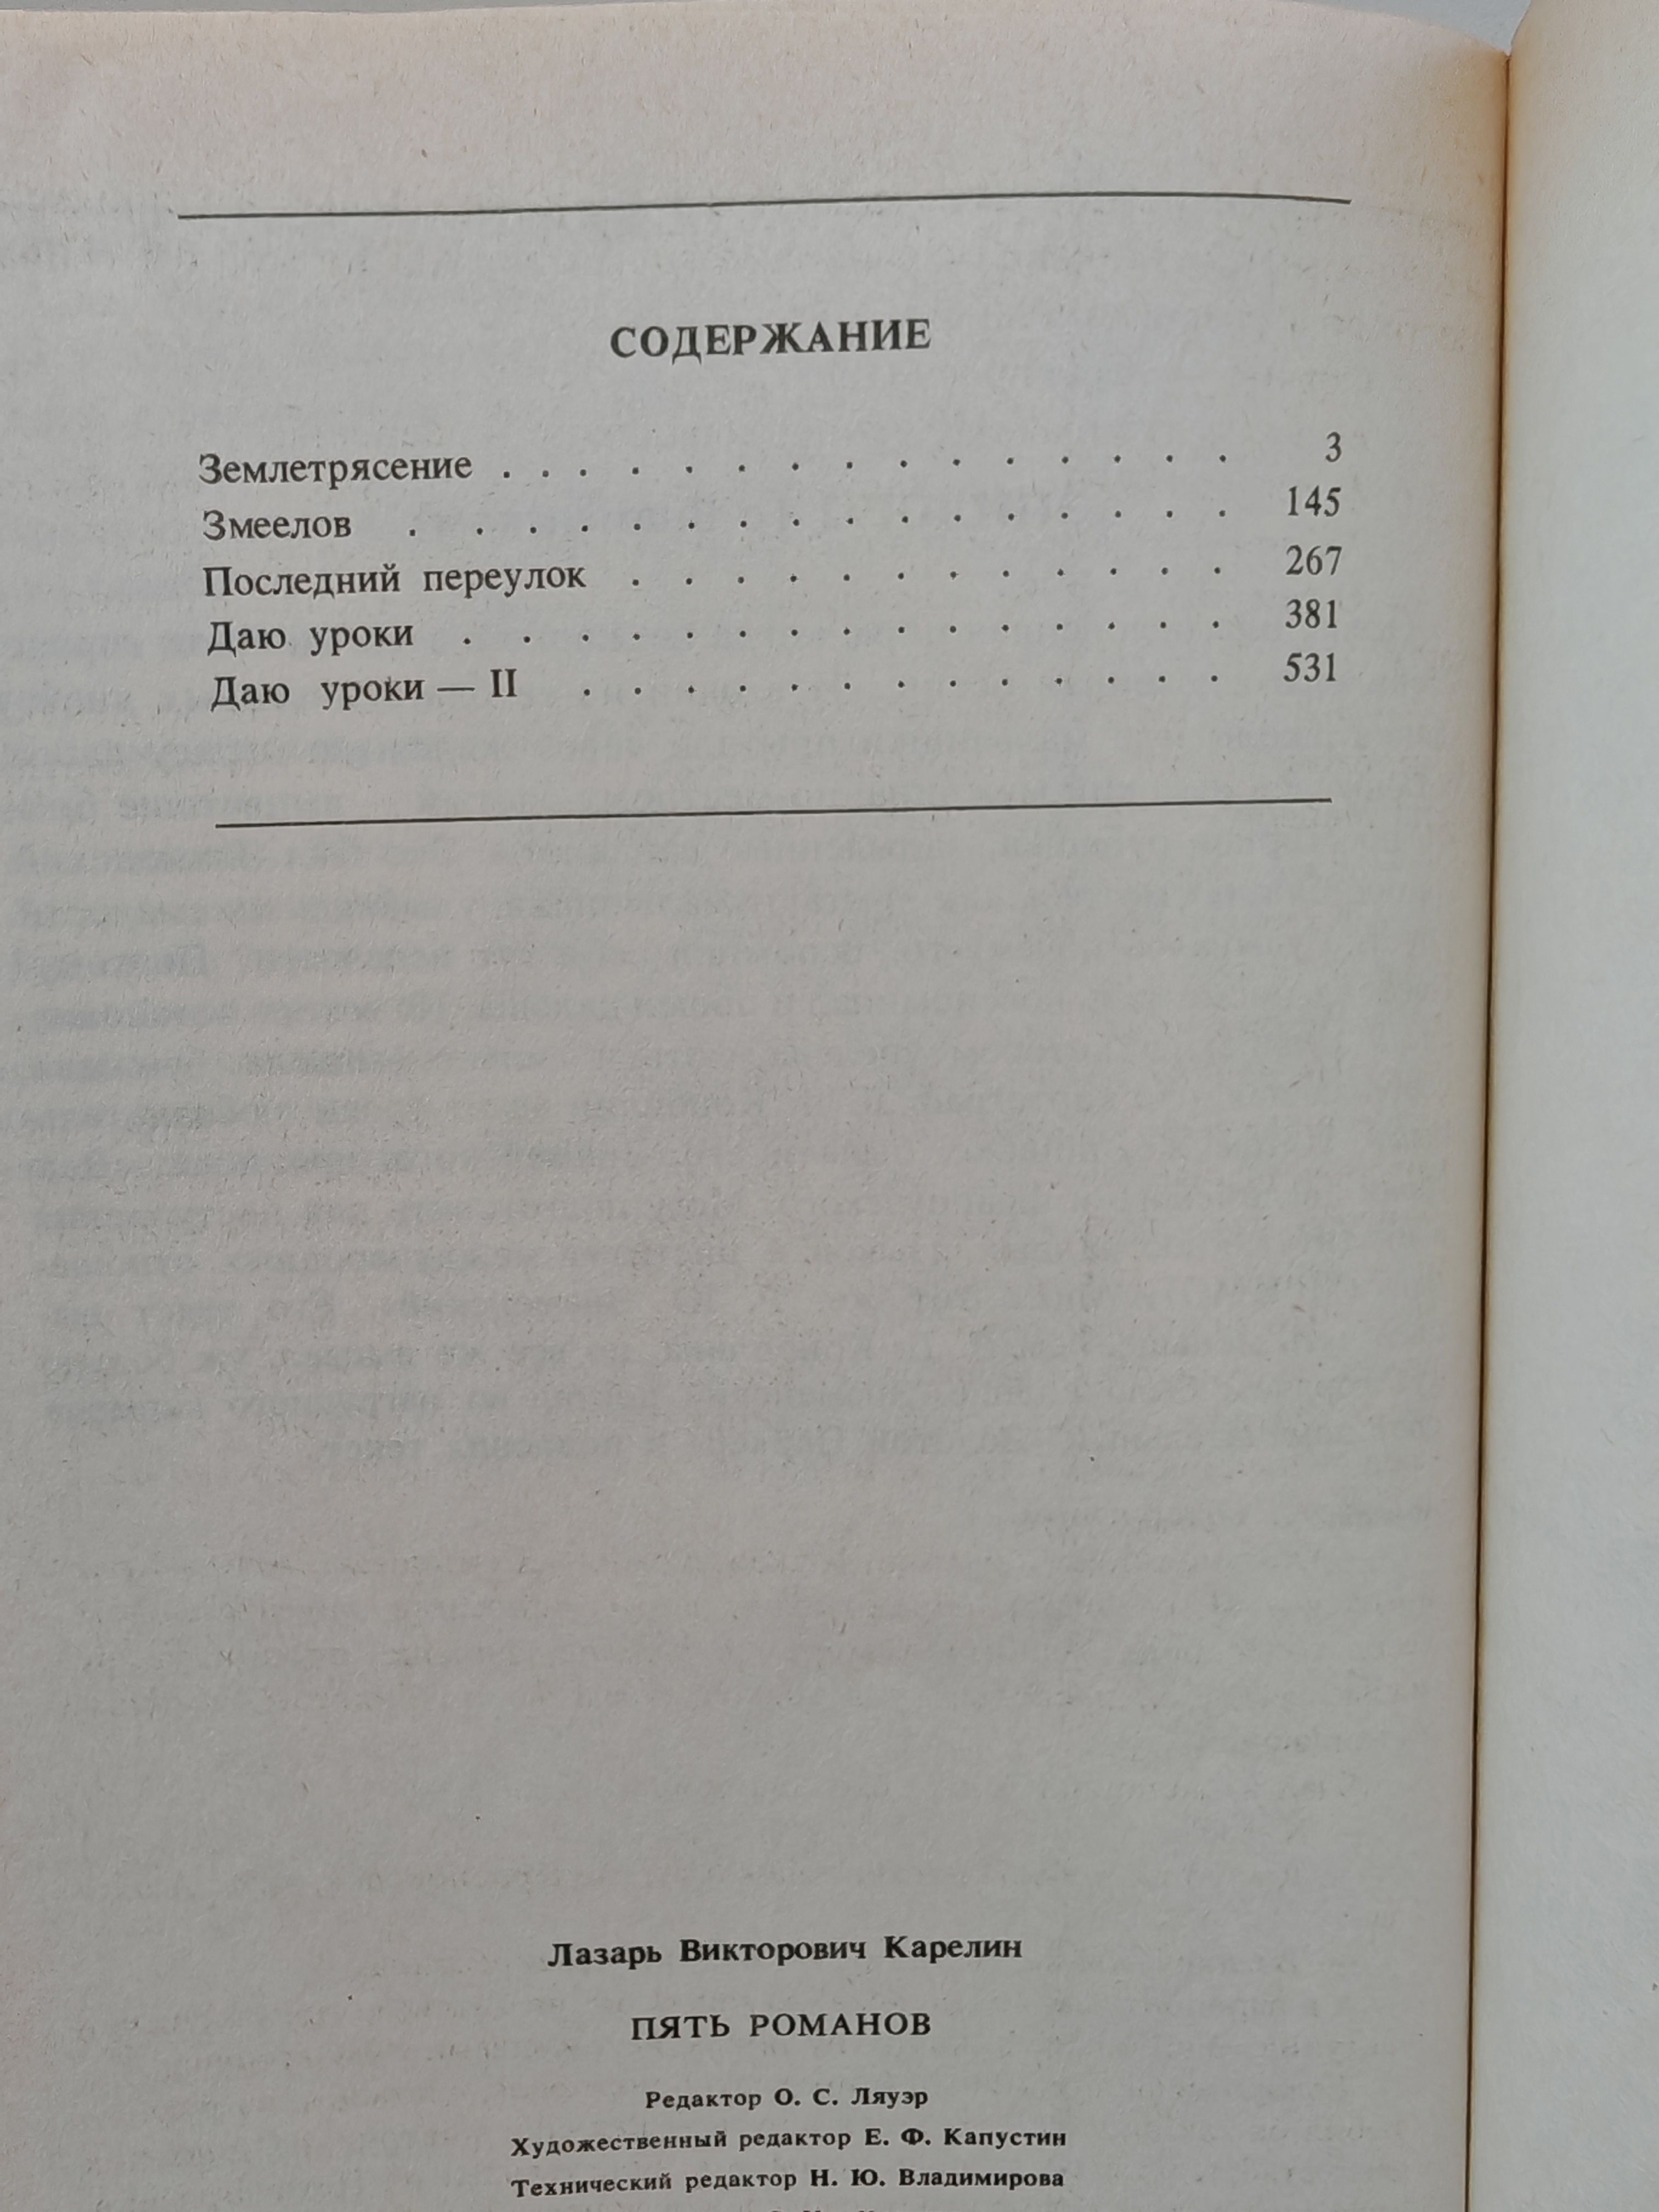 СОДЕРЖАНИЕ
Землетрясение . . . . . . . . . . . . . . . 3
Змеелов . . . . . . . . . . . . . . . . 145
Последний переулок . . . . . . . . . . . . 267
Даю уроки . . . . . . . . . . . . . . . 381
Даю уроки — II . . . . . . . . . . . . . 531
Лазарь Викторович Карелин
ПЯТЬ РОМАНОВ
Редактор О. С. Ляуэр
Художественный редактор Е. Ф. Капустин
Технический редактор Н. Ю. Владимирова